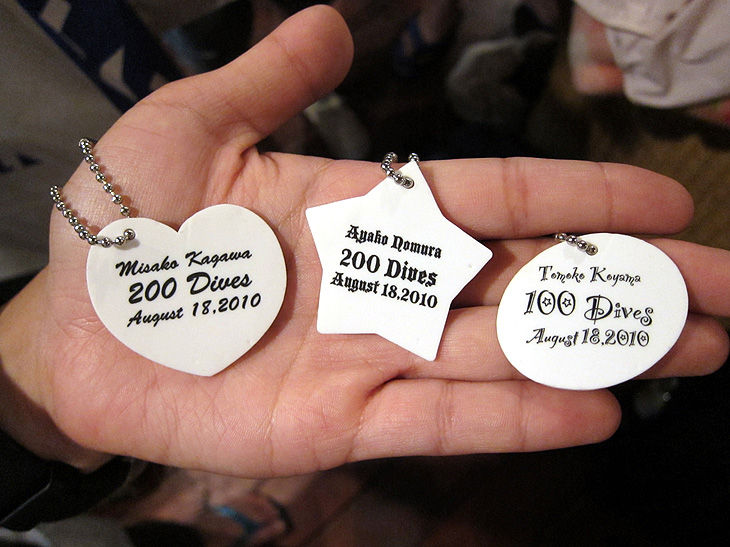 Misako Kagawa
200 Dives
August 18,2010
Ayako Nomura
200 Dives
August 18,2010
Tomoko Koyama
100 Dives
August 18,2010